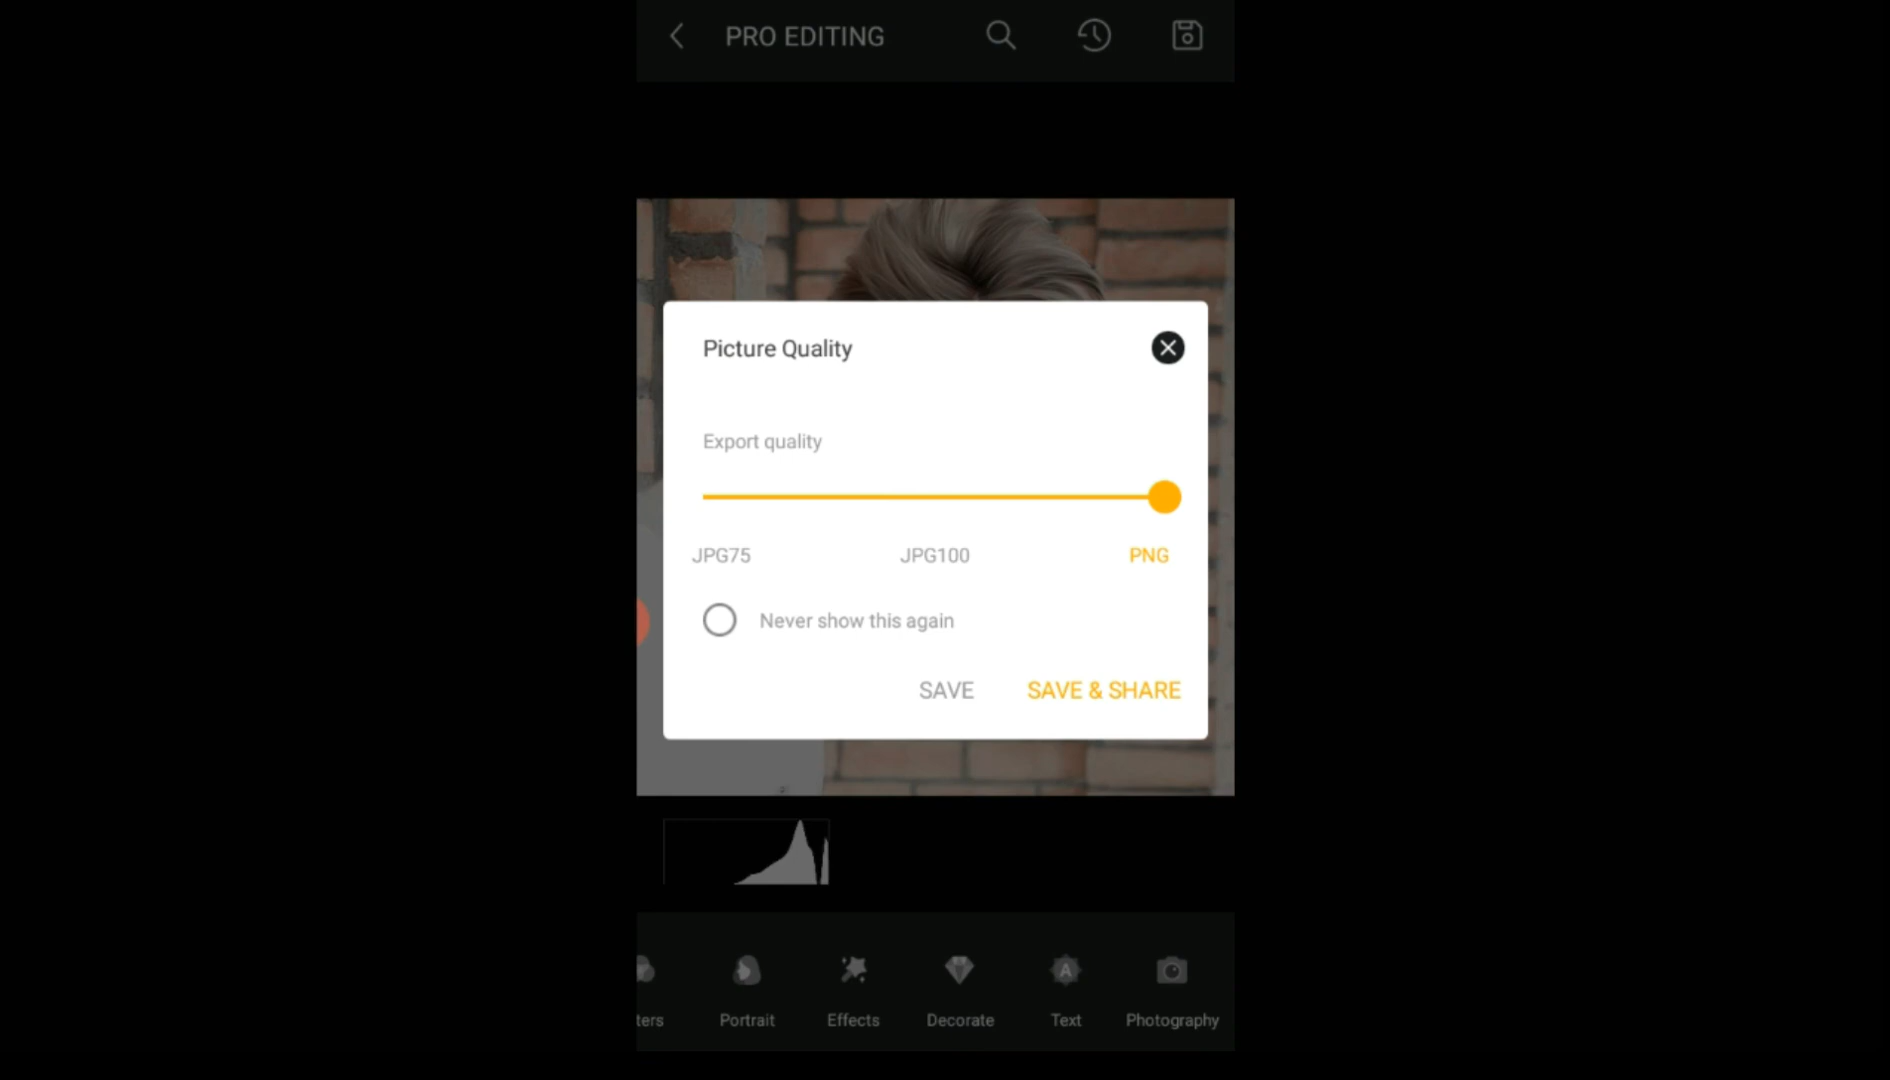 PRO EDITING
Picture Quality
Export quality
JPG75 JPG100 PNG
Never show this again
SAVE SAVE & SHARE
ters Portrait Effects Decorate Text Photography